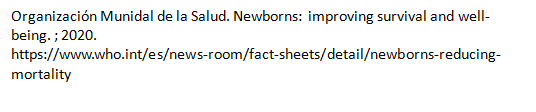 Organización Munidal de la Salud. Newborns: improving survival and well-
being. ; 2020.
https://www.who.int/es/news-room/fact-sheets/detail/newborns-reducing-
mortality